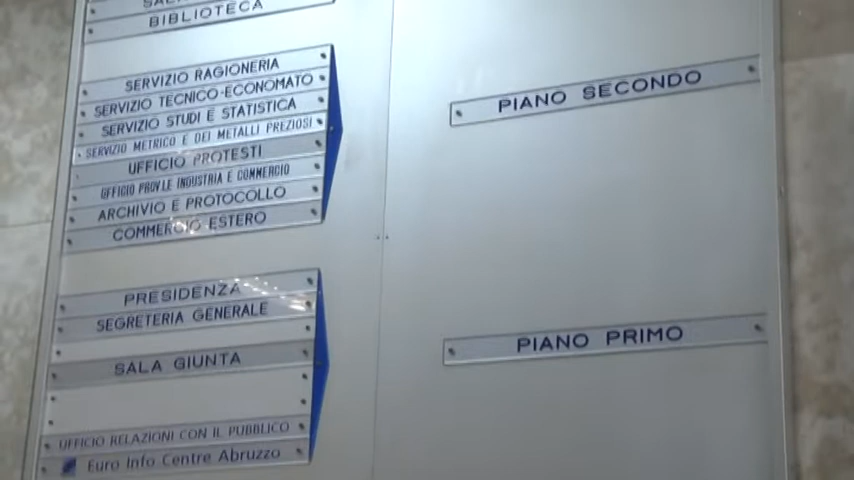 BIBLIOTECA
SERVIZIO RAGIONERIA
SERVIZIO TECNICO-ECONOMATO
SERVIZIO STUDI E STATISTICA
SERVIZIO METRICO E DEI METALLI PREZIOSI
UFFICIO PROTESTI
UFFICIO PROV.LE INDUSTRIA E COMMERCIO
ARCHIVIO E PROTOCOLLO
COMMERCIO ESTERO
PIANO SECONDO
PRESIDENZA
SEGRETERIA GENERALE
SALA GIUNTA
UFFICIO RELAZIONI CON IL PUBBLICO
Euro Info Centre Abruzzo
PIANO PRIMO